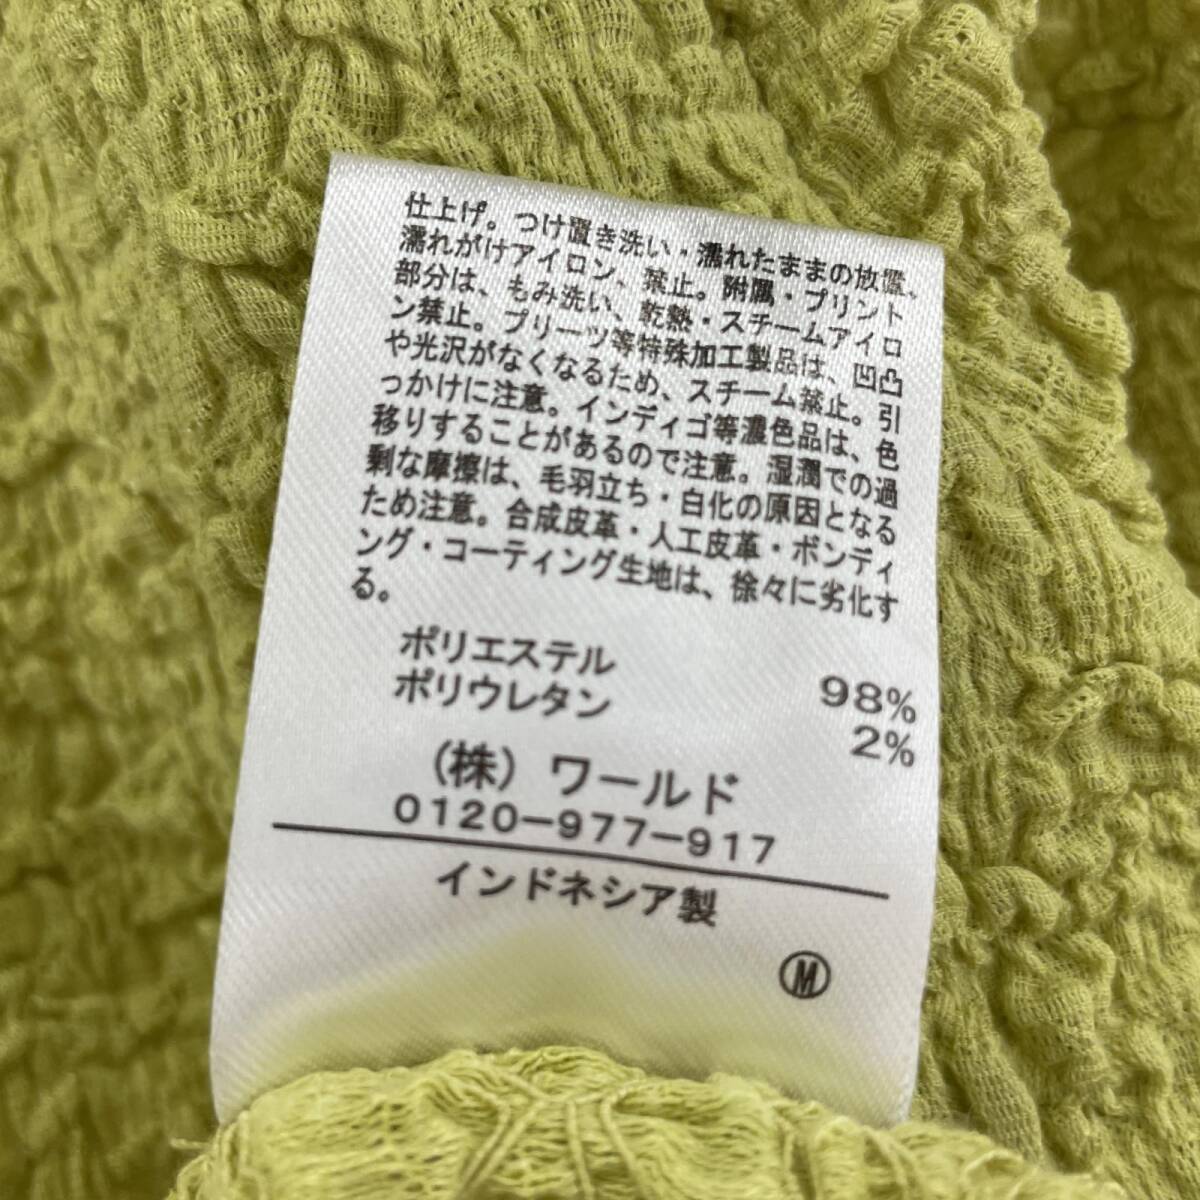 仕上げ。つけ置き洗い・濡れたままの放置、
濡れがけアイロン、禁止。附属・プリント
部分は、もみ洗い、乾熱・スチームアイロ
ン禁止。プリーツ等特殊加工製品は、凹凸
や光沢がなくなるため、スチーム禁止。引
っかけに注意。インディゴ等濃色品は、色
移りすることがあるので注意。湿潤での過
剰な摩擦は、毛羽立ち・白化の原因となる
ため注意。合成皮革・人工皮革・ボンディ
ング・コーティング生地は、徐々に劣化す
る。
ポリエステル 98%
ポリウレタン 2%
(株) ワールド
0120-977-917
インドネシア製
M